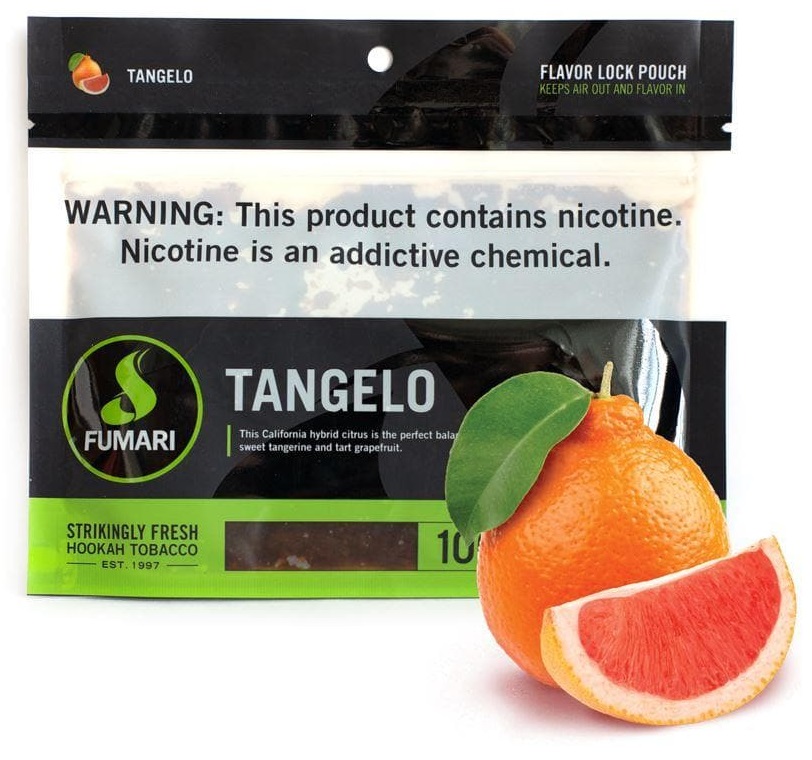 TANGELO
FLAVOR LOCK POUCH
KEEPS AIR OUT AND FLAVOR IN
WARNING: This product contains nicotine.
Nicotine is an addictive chemical.
FUMARI
TANGELO
This California hybrid citrus is the perfect
sweet tangerine and tart grapefruit.
STRIKINGLY FRESH
HOOKAH TOBACCO
EST. 1997
10